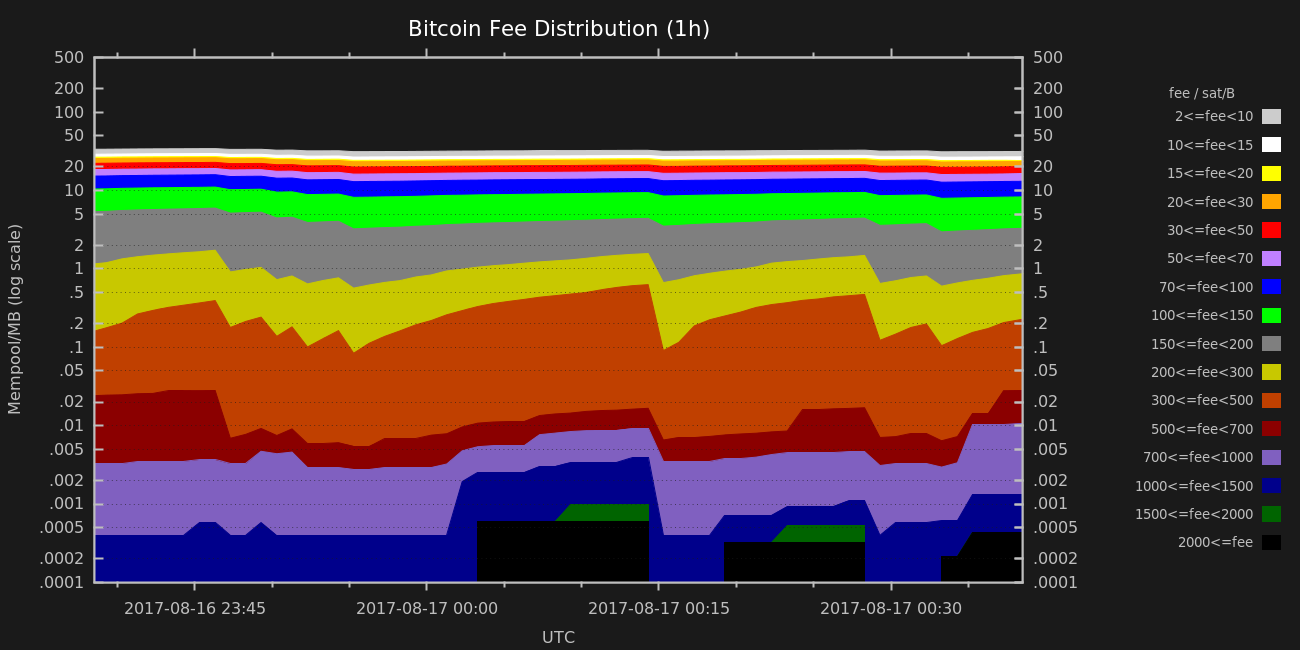 Bitcoin Fee Distribution (1h)
500 500
200 200
100 100
50 50
20 20
10 10
5 5
2 2
1 1
.5 .5
.2 .2
.1 .1
.05 .05
.02 .02
.01 .01
.005 .005
.002 .002
.001 .001
.0005 .0005
.0002 .0002
.0001 .0001
Mempool/MB (log scale)
2017-08-16 23:45 2017-08-17 00:00 2017-08-17 00:15 2017-08-17 00:30
UTC
fee / sat/B
2<=fee<10
10<=fee<15
15<=fee<20
20<=fee<30
30<=fee<50
50<=fee<70
70<=fee<100
100<=fee<150
150<=fee<200
200<=fee<300
300<=fee<500
500<=fee<700
700<=fee<1000
1000<=fee<1500
1500<=fee<2000
2000<=fee